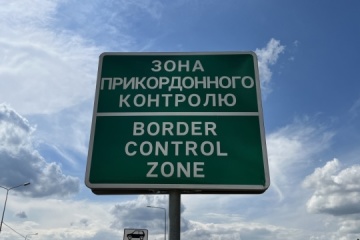 ЗОНА
ПРИКОРДОННОГО
КОНТРОЛЮ
BORDER
CONTROL
ZONE